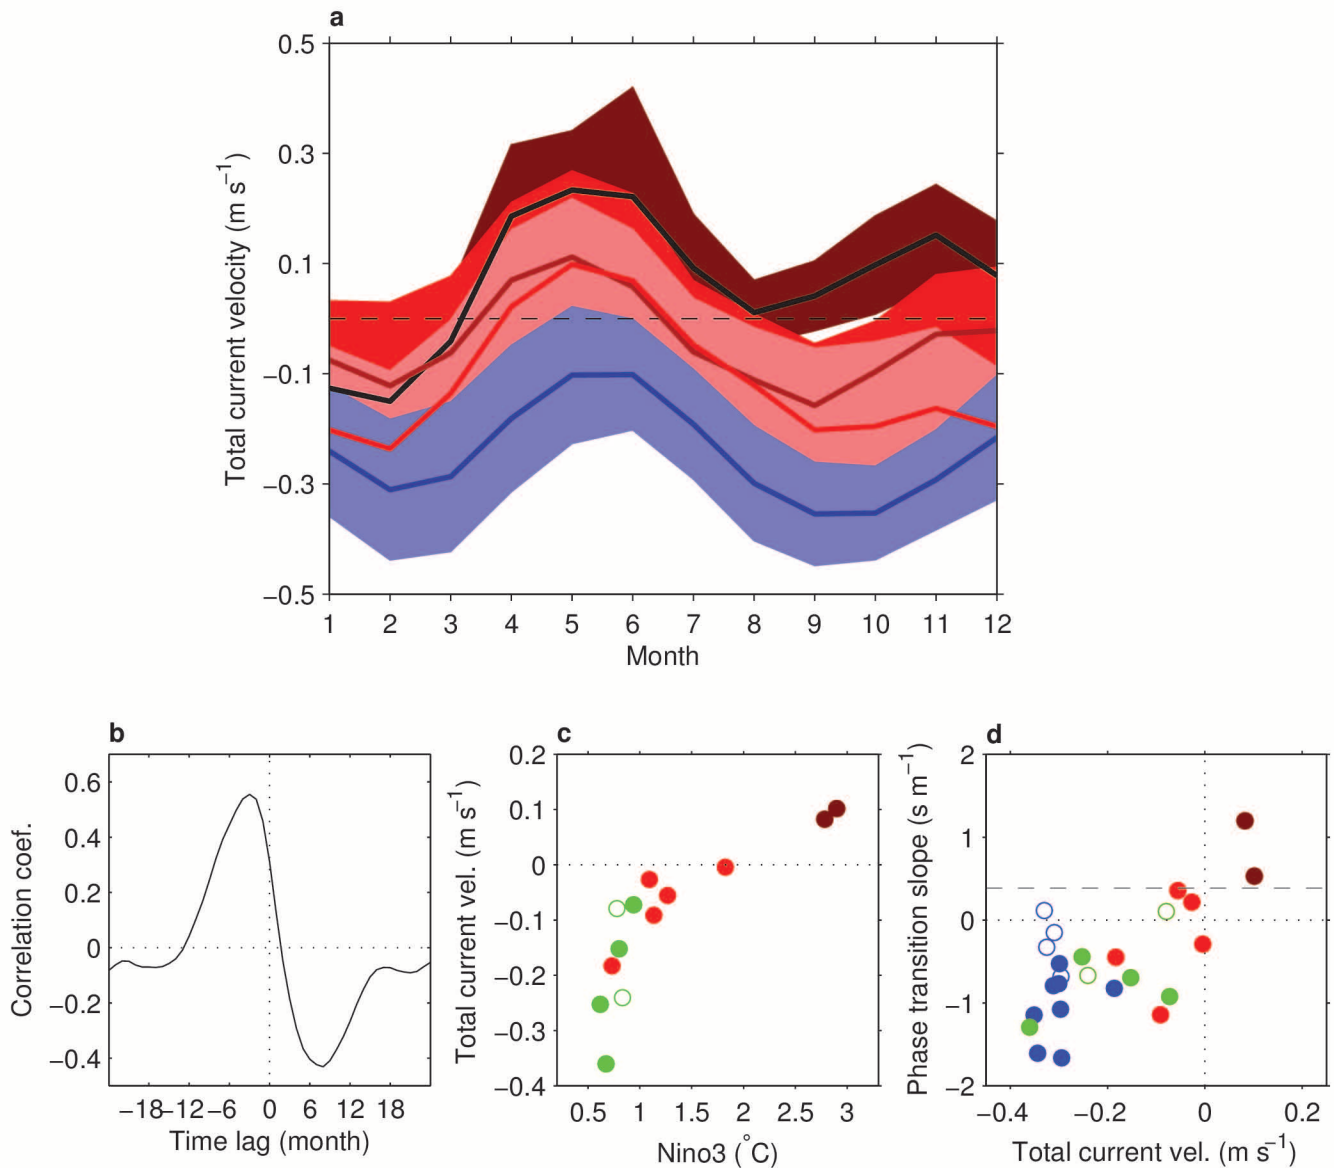 a
0.5
0.3
0.1
−0.1
−0.3
−0.5
Total current velocity (m s⁻¹)
1 2 3 4 5 6 7 8 9 10 11 12
Month
b
0.6
0.4
0.2
0
−0.2
−0.4
Correlation coef.
−18 −12 −6 0 6 12 18
Time lag (month)
c
0.2
0.1
0
−0.1
−0.2
−0.3
−0.4
Total current vel. (m s⁻¹)
0.5 1 1.5 2 2.5 3
Nino3 (°C)
d
2
1
0
−1
−2
Phase transition slope (s m⁻¹)
−0.4 −0.2 0 0.2
Total current vel. (m s⁻¹)